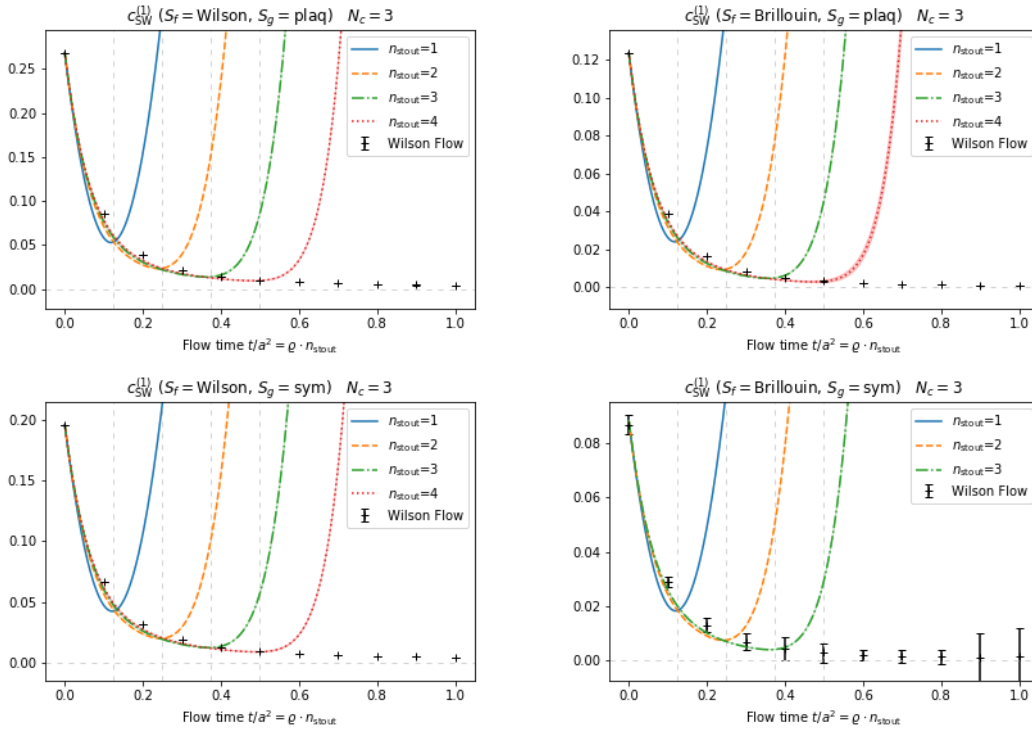 c_SW^(1) (S_f = Wilson, S_g = plaq) N_c = 3
0.25
0.20
0.15
0.10
0.05
0.00
n_stout=1
n_stout=2
n_stout=3
n_stout=4
Wilson Flow
0.0 0.2 0.4 0.6 0.8 1.0
Flow time t/a² = ϱ · n_stout
c_SW^(1) (S_f = Brillouin, S_g = plaq) N_c = 3
0.12
0.10
0.08
0.06
0.04
0.02
0.00
n_stout=1
n_stout=2
n_stout=3
n_stout=4
Wilson Flow
0.0 0.2 0.4 0.6 0.8 1.0
Flow time t/a² = ϱ · n_stout
c_SW^(1) (S_f = Wilson, S_g = sym) N_c = 3
0.20
0.15
0.10
0.05
0.00
n_stout=1
n_stout=2
n_stout=3
n_stout=4
Wilson Flow
0.0 0.2 0.4 0.6 0.8 1.0
Flow time t/a² = ϱ · n_stout
c_SW^(1) (S_f = Brillouin, S_g = sym) N_c = 3
0.08
0.06
0.04
0.02
0.00
n_stout=1
n_stout=2
n_stout=3
Wilson Flow
0.0 0.2 0.4 0.6 0.8 1.0
Flow time t/a² = ϱ · n_stout